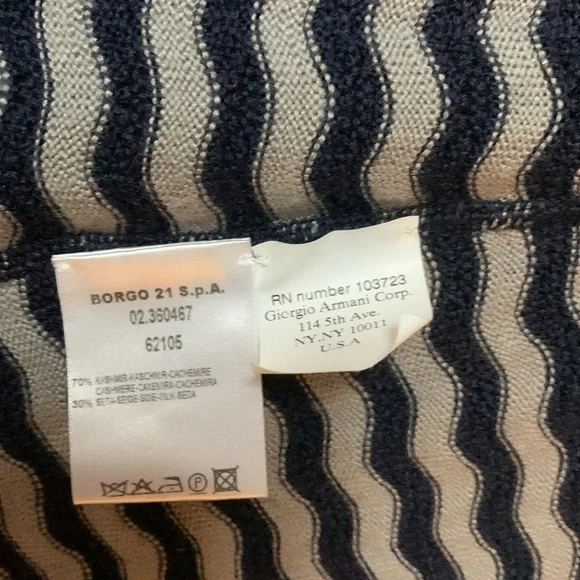 BORGO 21 S.p.A.
02.360467
62105
70% KASHMIR-KASCHMIR-CACHEMIRE
CASHMERE-CAXEMIRA-CACHEMIRA
30% SETA-SEIDE-SOIE-SILK-SEDA
P
RN number 103723
Giorgio Armani Corp.
114 5th Ave.
NY,NY 10011
U.S.A